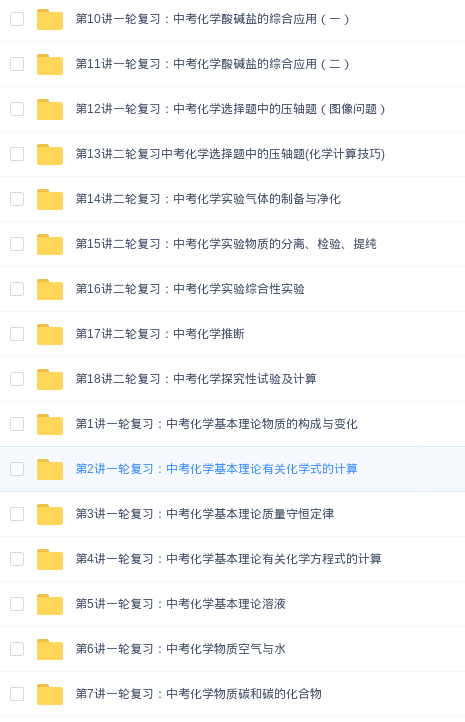 第10讲一轮复习：中考化学酸碱盐的综合应用（一）
第11讲一轮复习：中考化学酸碱盐的综合应用（二）
第12讲一轮复习：中考化学选择题中的压轴题（图像问题）
第13讲二轮复习中考化学选择题中的压轴题(化学计算技巧)
第14讲二轮复习：中考化学实验气体的制备与净化
第15讲二轮复习：中考化学实验物质的分离、检验、提纯
第16讲二轮复习：中考化学实验综合性实验
第17讲二轮复习：中考化学推断
第18讲二轮复习：中考化学探究性试验及计算
第1讲一轮复习：中考化学基本理论物质的构成与变化
第2讲一轮复习：中考化学基本理论有关化学式的计算
第3讲一轮复习：中考化学基本理论质量守恒定律
第4讲一轮复习：中考化学基本理论有关化学方程式的计算
第5讲一轮复习：中考化学基本理论溶液
第6讲一轮复习：中考化学物质空气与水
第7讲一轮复习：中考化学物质碳和碳的化合物